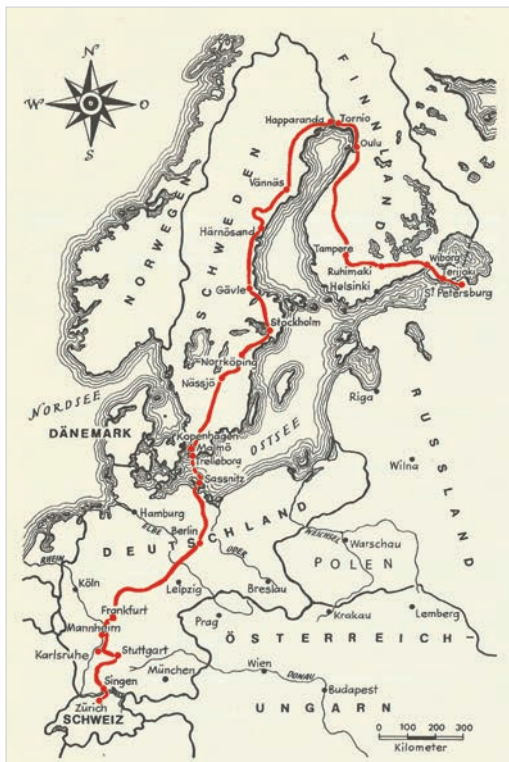 N
W
O
S
FINNLAND
Happaranda
Tornio
Oulu
SCHWEDEN
Vännäs
NORWEGEN
Härnösand
Tampere
Ruhimaki
Helsinki
Wiborg
Terijoki
St. Petersburg
Gävle
Stockholm
Norrköping
Nässjö
NORDSEE
DÄNEMARK
OSTSEE
Riga
RUSSLAND
Kopenhagen
Malmö
Trelleborg
Sassnitz
Wilna
Hamburg
ELBE
Berlin
DEUTSCHLAND
ODER
WEICHSEL
Warschau
POLEN
RHEIN
Köln
Leipzig
Breslau
Frankfurt
Mannheim
Krakau
Lemberg
Prag
ÖSTERREICH-
Karlsruhe
Stuttgart
München
Wien
DONAU
Singen
Zürich
SCHWEIZ
Budapest
UNGARN
0 100 200 300
Kilometer